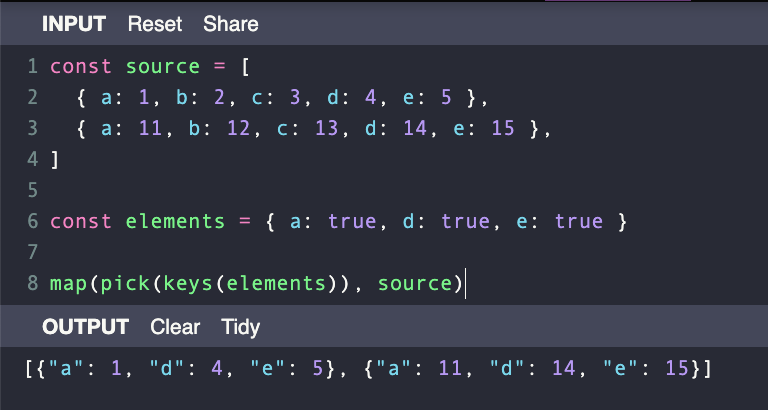 INPUT Reset Share
1 const source = [
2 { a: 1, b: 2, c: 3, d: 4, e: 5 },
3 { a: 11, b: 12, c: 13, d: 14, e: 15 },
4 ]
5
6 const elements = { a: true, d: true, e: true }
7
8 map(pick(keys(elements)), source)
OUTPUT Clear Tidy
[{"a": 1, "d": 4, "e": 5}, {"a": 11, "d": 14, "e": 15}]